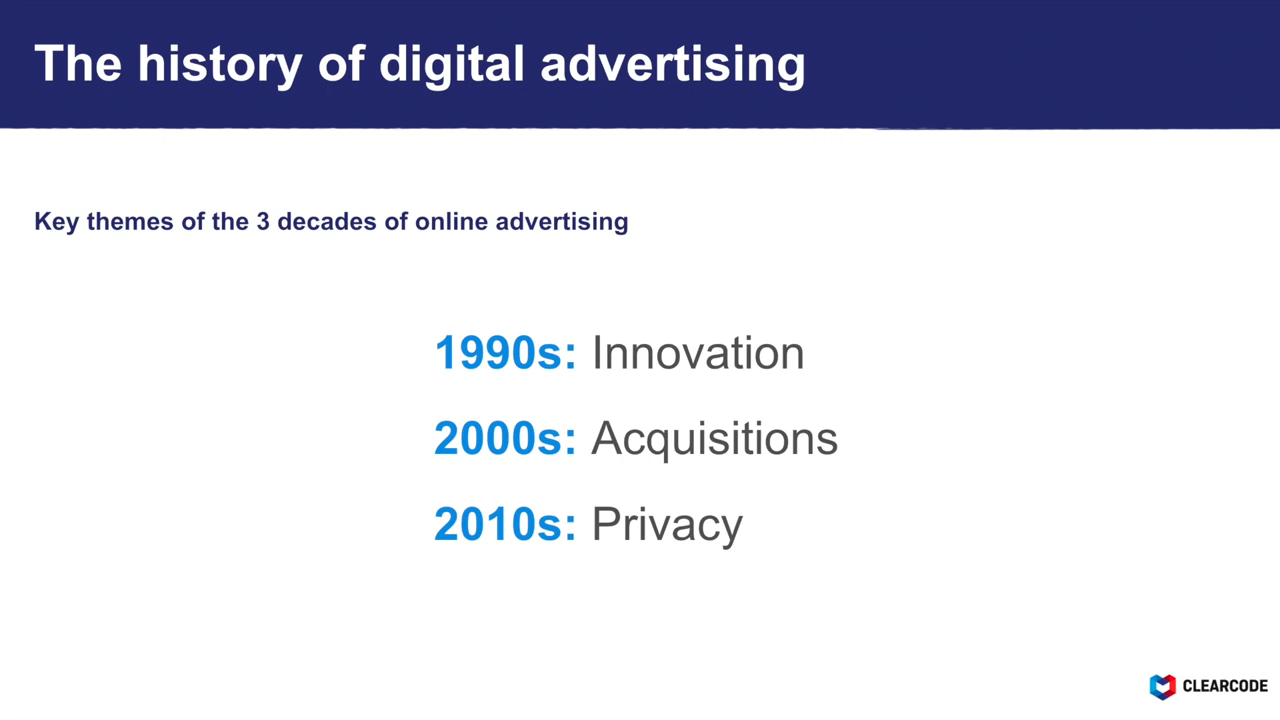 The history of digital advertising
Key themes of the 3 decades of online advertising
1990s: Innovation
2000s: Acquisitions
2010s: Privacy
CLEARCODE